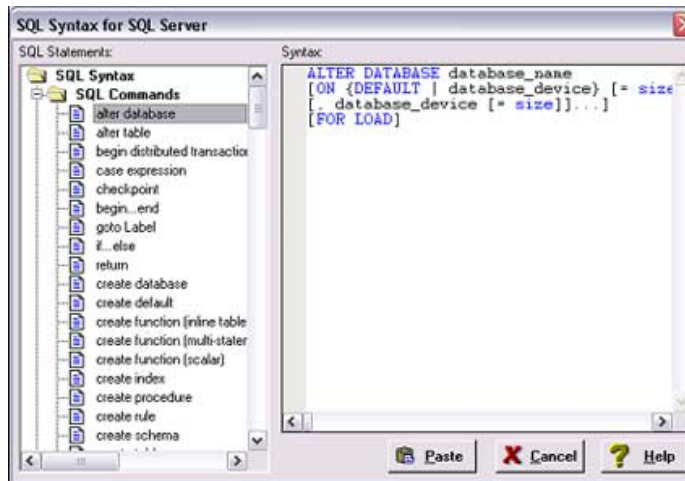 SQL Syntax for SQL Server
SQL Statements:
SQL Syntax
SQL Commands
alter database
alter table
begin distributed transaction
case expression
checkpoint
begin...end
goto Label
if...else
return
create database
create default
create function (inline table
create function (multi-stater
create function (scalar)
create index
create procedure
create rule
create schema
Syntax:
ALTER DATABASE database_name
[ON {DEFAULT | database_device} [= size
[, database_device [= size]]...]
[FOR LOAD]
Paste
Cancel
Help